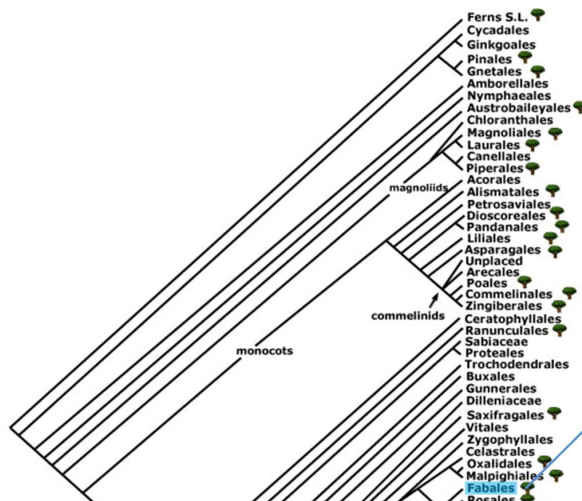 Ferns S.L.
Cycadales
Ginkgoales
Pinales
Gnetales
Amborellales
Nymphaeales
Austrobaileyales
Chloranthales
Magnoliales
Laurales
Canellales
Piperales
magnoliids
Acorales
Alismatales
Petrosaviales
Dioscoreales
Pandanales
Liliales
Asparagales
Unplaced
Arecales
Poales
Commelinales
Zingiberales
commelinids
Ceratophyllales
Ranunculales
Sabiaceae
monocots
Proteales
Trochodendrales
Buxales
Gunnerales
Dilleniaceae
Saxifragales
Vitales
Zygophyllales
Celastrales
Oxalidales
Malpighiales
Fabales
Rosales